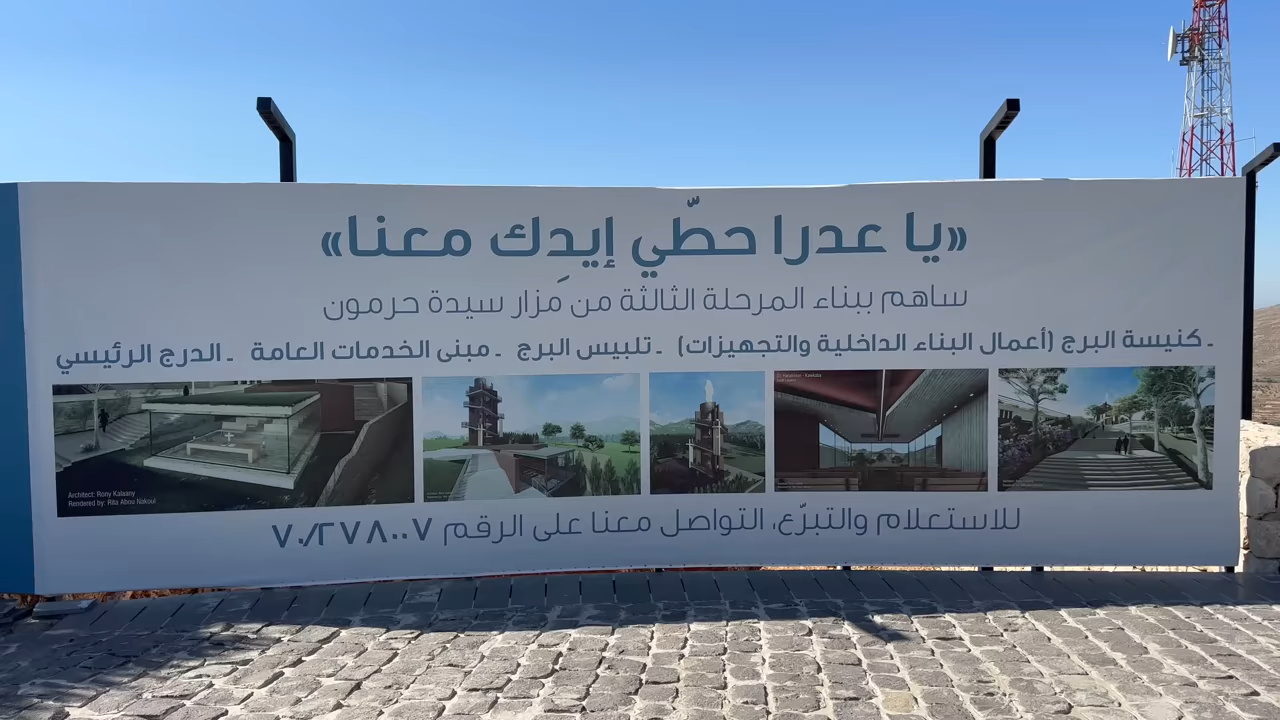 «يا عدرا حطّي إيدِك معنا»
ساهم ببناء المرحلة الثالثة من مزار سيدة حرمون
ـ كنيسة البرج (أعمال البناء الداخلية والتجهيزات) ـ تلبيس البرج ـ مبنى الخدمات العامة ـ الدرج الرئيسي
Architect: Rony Kalaany
Rendered by: Rita Abou Nakoul
للاستعلام والتبرّع، التواصل معنا على الرقم ٧٠/٢٧٨٠٠٧